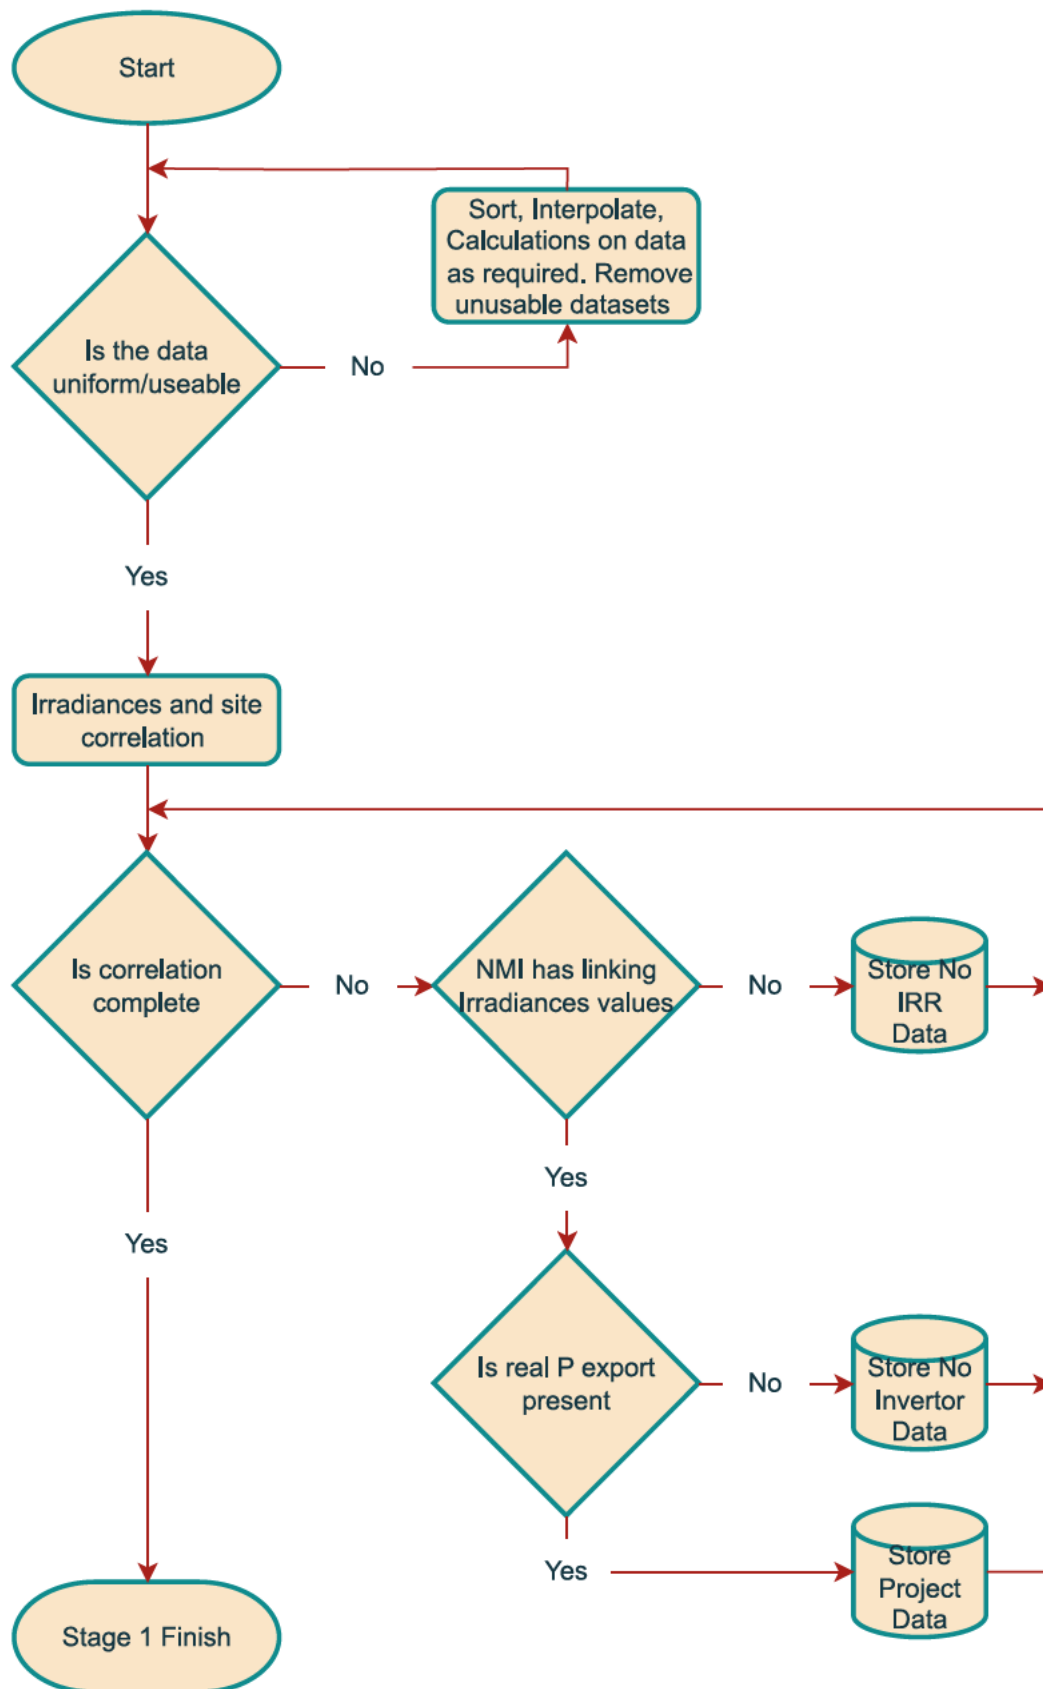 Start
Sort, Interpolate,
Calculations on data
as required. Remove
unusable datasets
Is the data
uniform/useable
No
Yes
Irradiances and site
correlation
Is correlation
complete
No
NMI has linking
Irradiances values
No
Store No
IRR
Data
Yes
Yes
Is real P export
present
No
Store No
Invertor
Data
Yes
Store
Project
Data
Stage 1 Finish